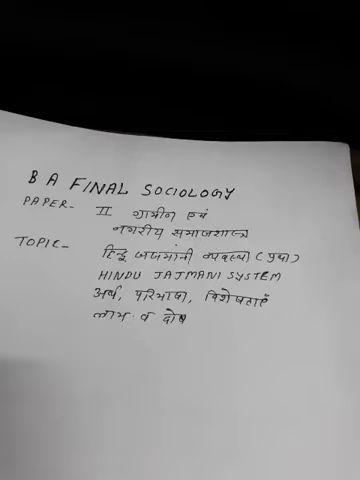 B A FINAL SOCIOLOGY
PAPER- II ग्रामीण एवं
नगरीय समाजशास्त्र
TOPIC- हिन्दू जजमानी व्यवस्था (प्रथा)
HINDU JAJMANI SYSTEM
अर्थ, परिभाषा, विशेषताएँ
लाभ व दोष